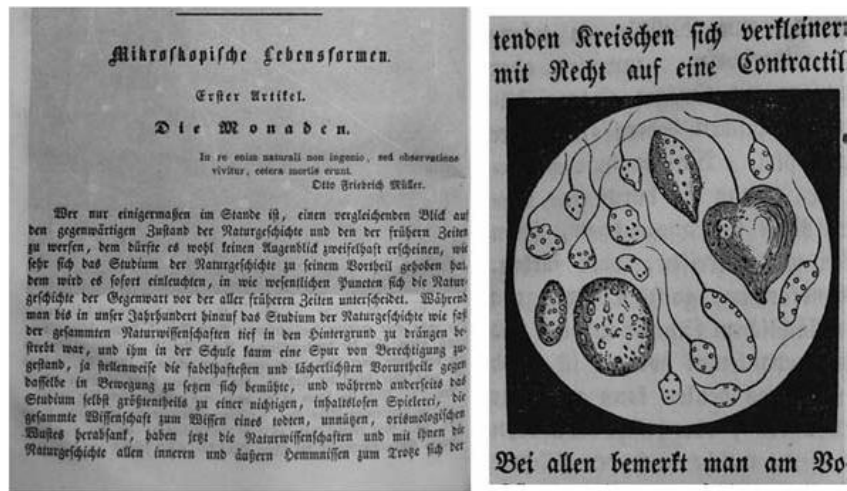 Mikroskopische Lebensformen.
Erster Artikel.
Die Monaden.
In re enim naturali non ingenio, sed observatione
vivitur, cetera mortis erunt.
Otto Friedrich Müller.
Wer nur einigermaßen im Stande ist, einen vergleichenden Blick auf
den gegenwärtigen Zustand der Naturgeschichte und den der frühern Zeiten
zu werfen, dem dürfte es wohl keinen Augenblick zweifelhaft erscheinen, wie
sehr sich das Studium der Naturgeschichte zu seinem Vortheil gehoben hat,
dem wird es sofort einleuchten, in wie wesentlichen Puncten sich die Natur-
geschichte der Gegenwart vor der aller früheren Zeiten unterscheidet. Während
man bis in unser Jahrhundert hinauf das Studium der Naturgeschichte wie fast
der gesammten Naturwissenschaften tief in den Hintergrund zu drängen be-
strebt war, und ihm in der Schule kaum eine Spur von Berechtigung zu-
gestand, ja stellenweise die fabelhaftesten und lächerlichsten Vorurtheile gegen
dasselbe in Bewegung zu setzen sich bemühte, und während anderseits das
Studium selbst größtentheils zu einer nichtigen, inhaltslosen Spielerei, die
gesammte Wissenschaft zum Wissen eines todten, unnützen, orismologischen
Wustes herabsank, haben jetzt die Naturwissenschaften und mit ihnen die
Naturgeschichte allen inneren und äußern Hemmnissen zum Trotze sich der
tenden Kreischen sich verkleinern
mit Recht auf eine Contractil
Bei allen bemerkt man am Vo